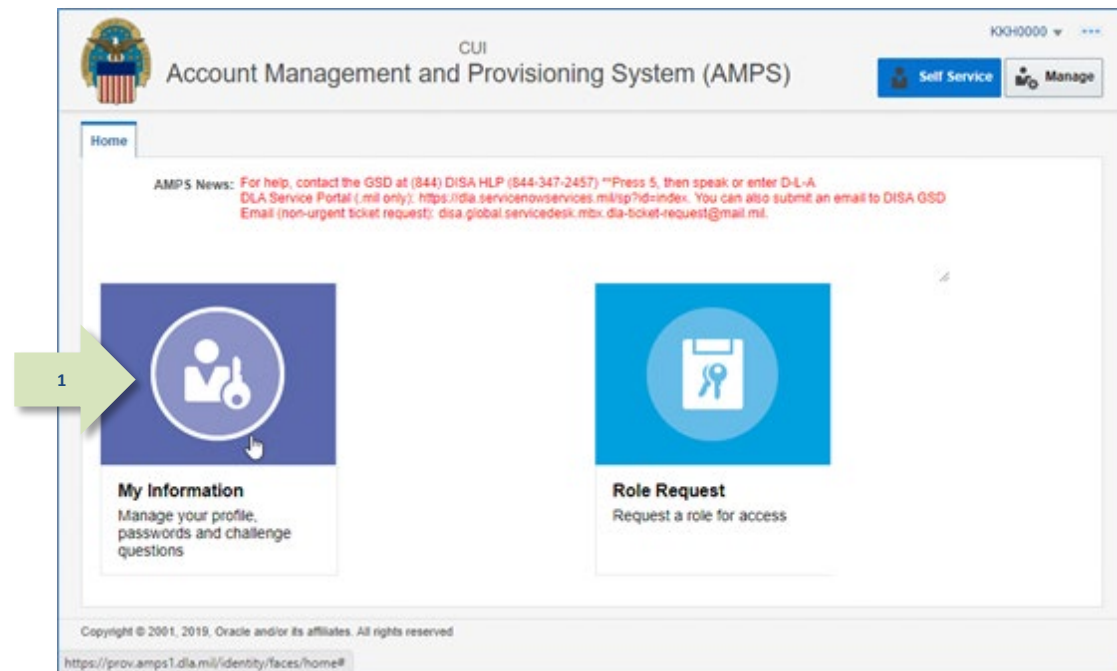 CUI
Account Management and Provisioning System (AMPS)
KKH0000
Self Service
Manage
Home
AMPS News: For help, contact the GSD at (844) DISA HLP (844-347-2457) **Press 5, then speak or enter D-L-A
DLA Service Portal (.mil only): https://dla.servicenowservices.mil/sp?id=index. You can also submit an email to DISA GSD
Email (non-urgent ticket request): disa.global.servicedesk.mbx.dla-ticket-request@mail.mil.
1
My Information
Manage your profile,
passwords and challenge
questions
Role Request
Request a role for access
Copyright © 2001, 2019, Oracle and/or its affiliates. All rights reserved
https://prov.amps1.dla.mil/identity/faces/home#